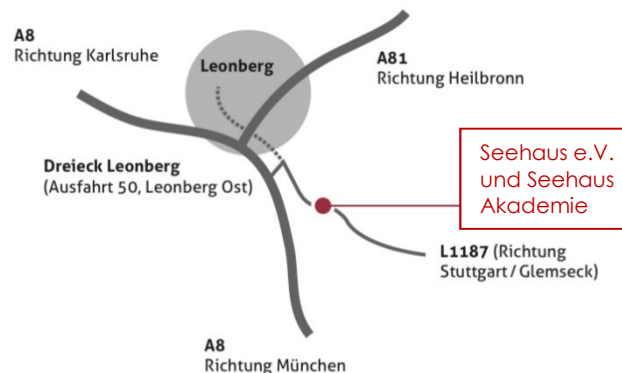 A8
Richtung Karlsruhe
Leonberg
A81
Richtung Heilbronn
Dreieck Leonberg
(Ausfahrt 50, Leonberg Ost)
Seehaus e.V.
und Seehaus
Akademie
L1187 (Richtung
Stuttgart / Glemseck)
A8
Richtung München